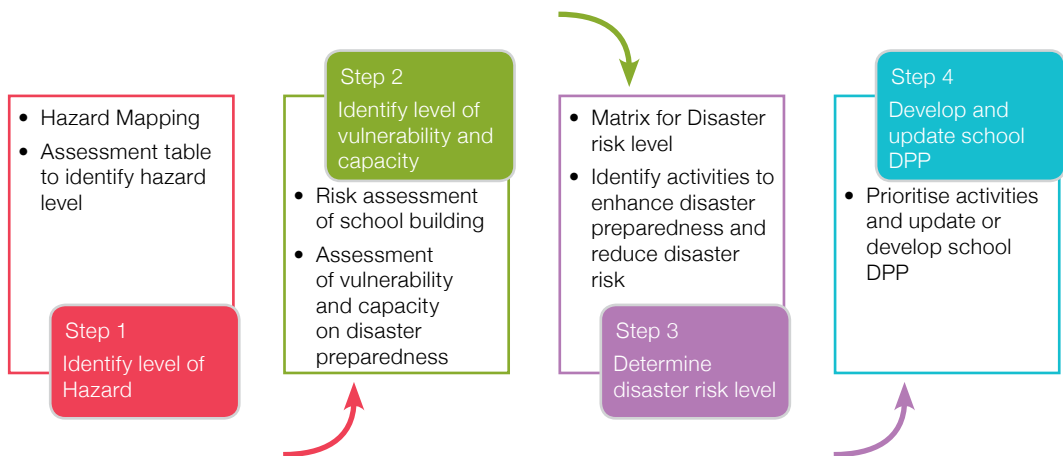 • Hazard Mapping
• Assessment table
to identify hazard
level
Step 1
Identify level of
Hazard
Step 2
Identify level of
vulnerability and
capacity
• Risk assessment
of school building
• Assessment
of vulnerability
and capacity
on disaster
preparedness
• Matrix for Disaster
risk level
• Identify activities to
enhance disaster
preparedness and
reduce disaster
risk
Step 3
Determine
disaster risk level
Step 4
Develop and
update school
DPP
• Prioritise activities
and update or
develop school
DPP